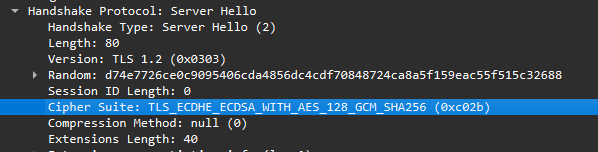 Handshake Protocol: Server Hello
Handshake Type: Server Hello (2)
Length: 80
Version: TLS 1.2 (0x0303)
Random: d74e7726ce0c9095406cda4856dc4cdf70848724ca8a5f159eac55f515c32688
Session ID Length: 0
Cipher Suite: TLS_ECDHE_ECDSA_WITH_AES_128_GCM_SHA256 (0xc02b)
Compression Method: null (0)
Extensions Length: 40